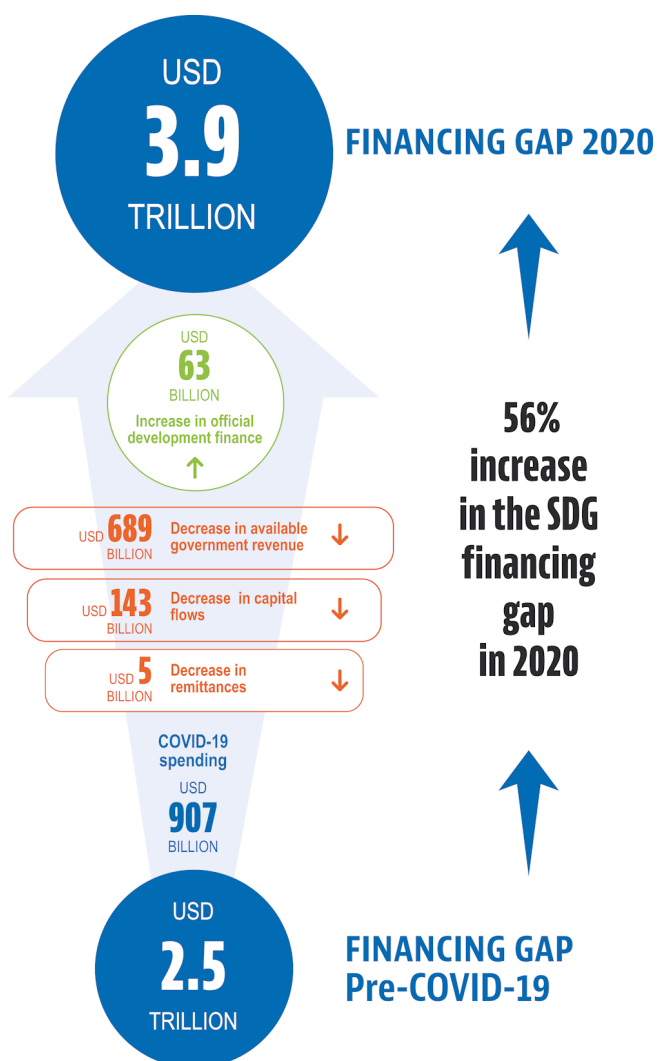 USD
3.9
TRILLION
FINANCING GAP 2020
USD
63
BILLION
Increase in official
development finance
USD 689
BILLION
Decrease in available
government revenue
USD 143
BILLION
Decrease in capital
flows
USD 5
BILLION
Decrease in
remittances
COVID-19
spending
USD
907
BILLION
56%
increase
in the SDG
financing
gap
in 2020
USD
2.5
TRILLION
FINANCING GAP
Pre-COVID-19